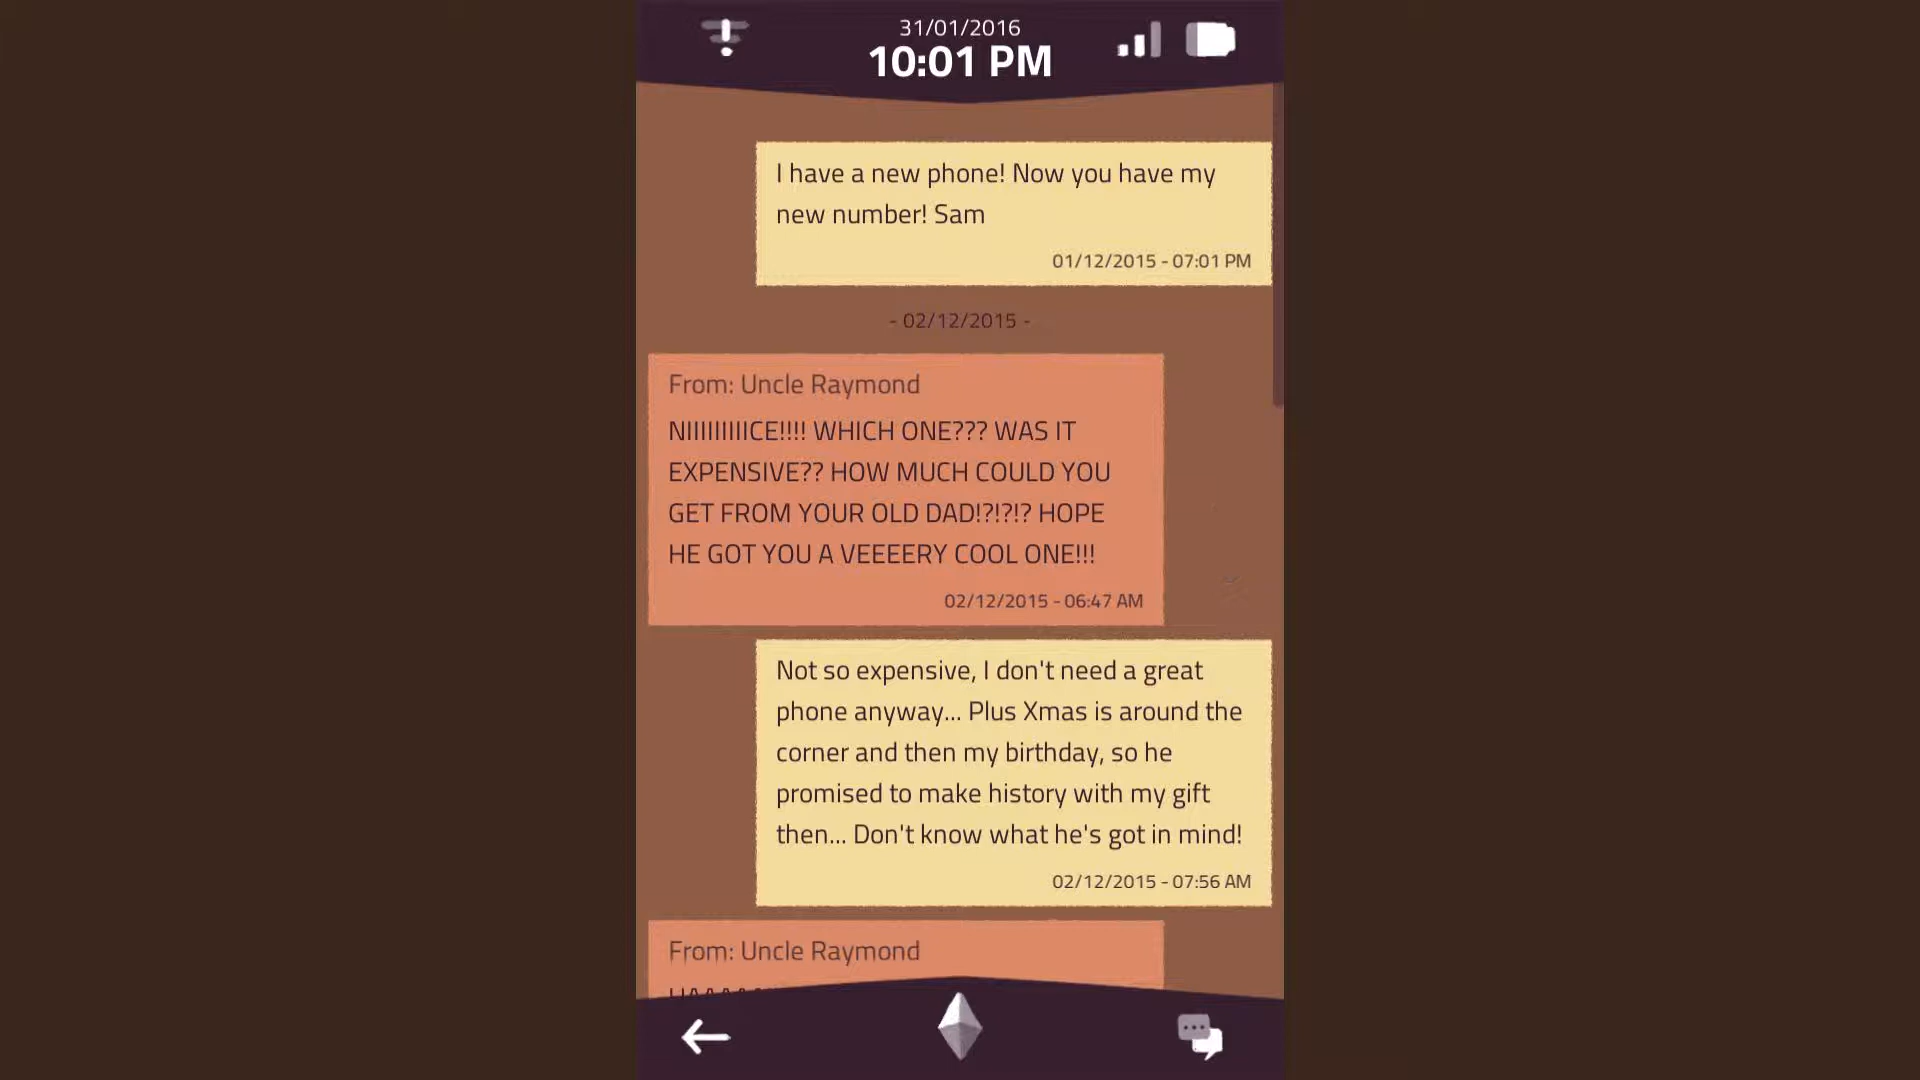 31/01/2016
10:01 PM
I have a new phone! Now you have my
new number! Sam
01/12/2015 - 07:01 PM
- 02/12/2015 -
From: Uncle Raymond
NIIIIIIIIICE!!!! WHICH ONE??? WAS IT
EXPENSIVE?? HOW MUCH COULD YOU
GET FROM YOUR OLD DAD!?!?!? HOPE
HE GOT YOU A VEEEERY COOL ONE!!!
02/12/2015 - 06:47 AM
Not so expensive, I don't need a great
phone anyway... Plus Xmas is around the
corner and then my birthday, so he
promised to make history with my gift
then... Don't know what he's got in mind!
02/12/2015 - 07:56 AM
From: Uncle Raymond